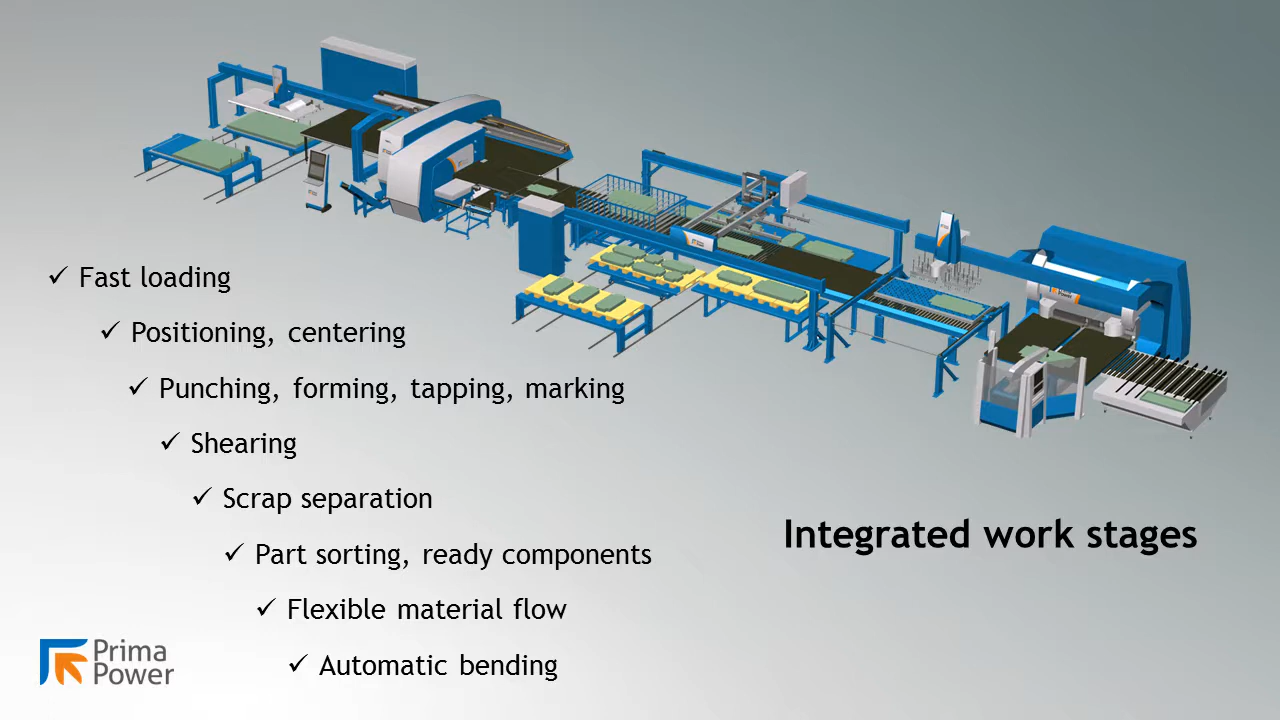 ✓ Fast loading
✓ Positioning, centering
✓ Punching, forming, tapping, marking
✓ Shearing
✓ Scrap separation
✓ Part sorting, ready components
✓ Flexible material flow
✓ Automatic bending
Integrated work stages
Prima
Power